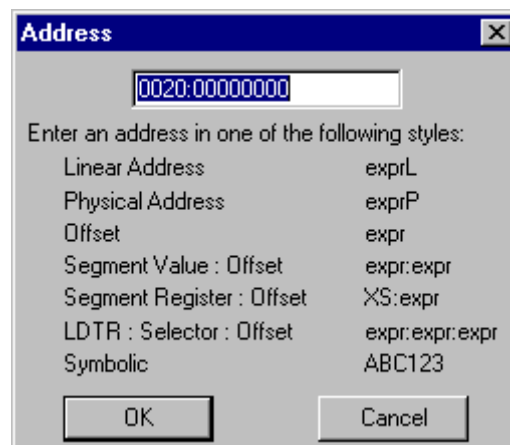 Address
0020:00000000
Enter an address in one of the following styles:
Linear Address exprL
Physical Address exprP
Offset expr
Segment Value : Offset expr:expr
Segment Register : Offset XS:expr
LDTR : Selector : Offset expr:expr:expr
Symbolic ABC123
OK Cancel